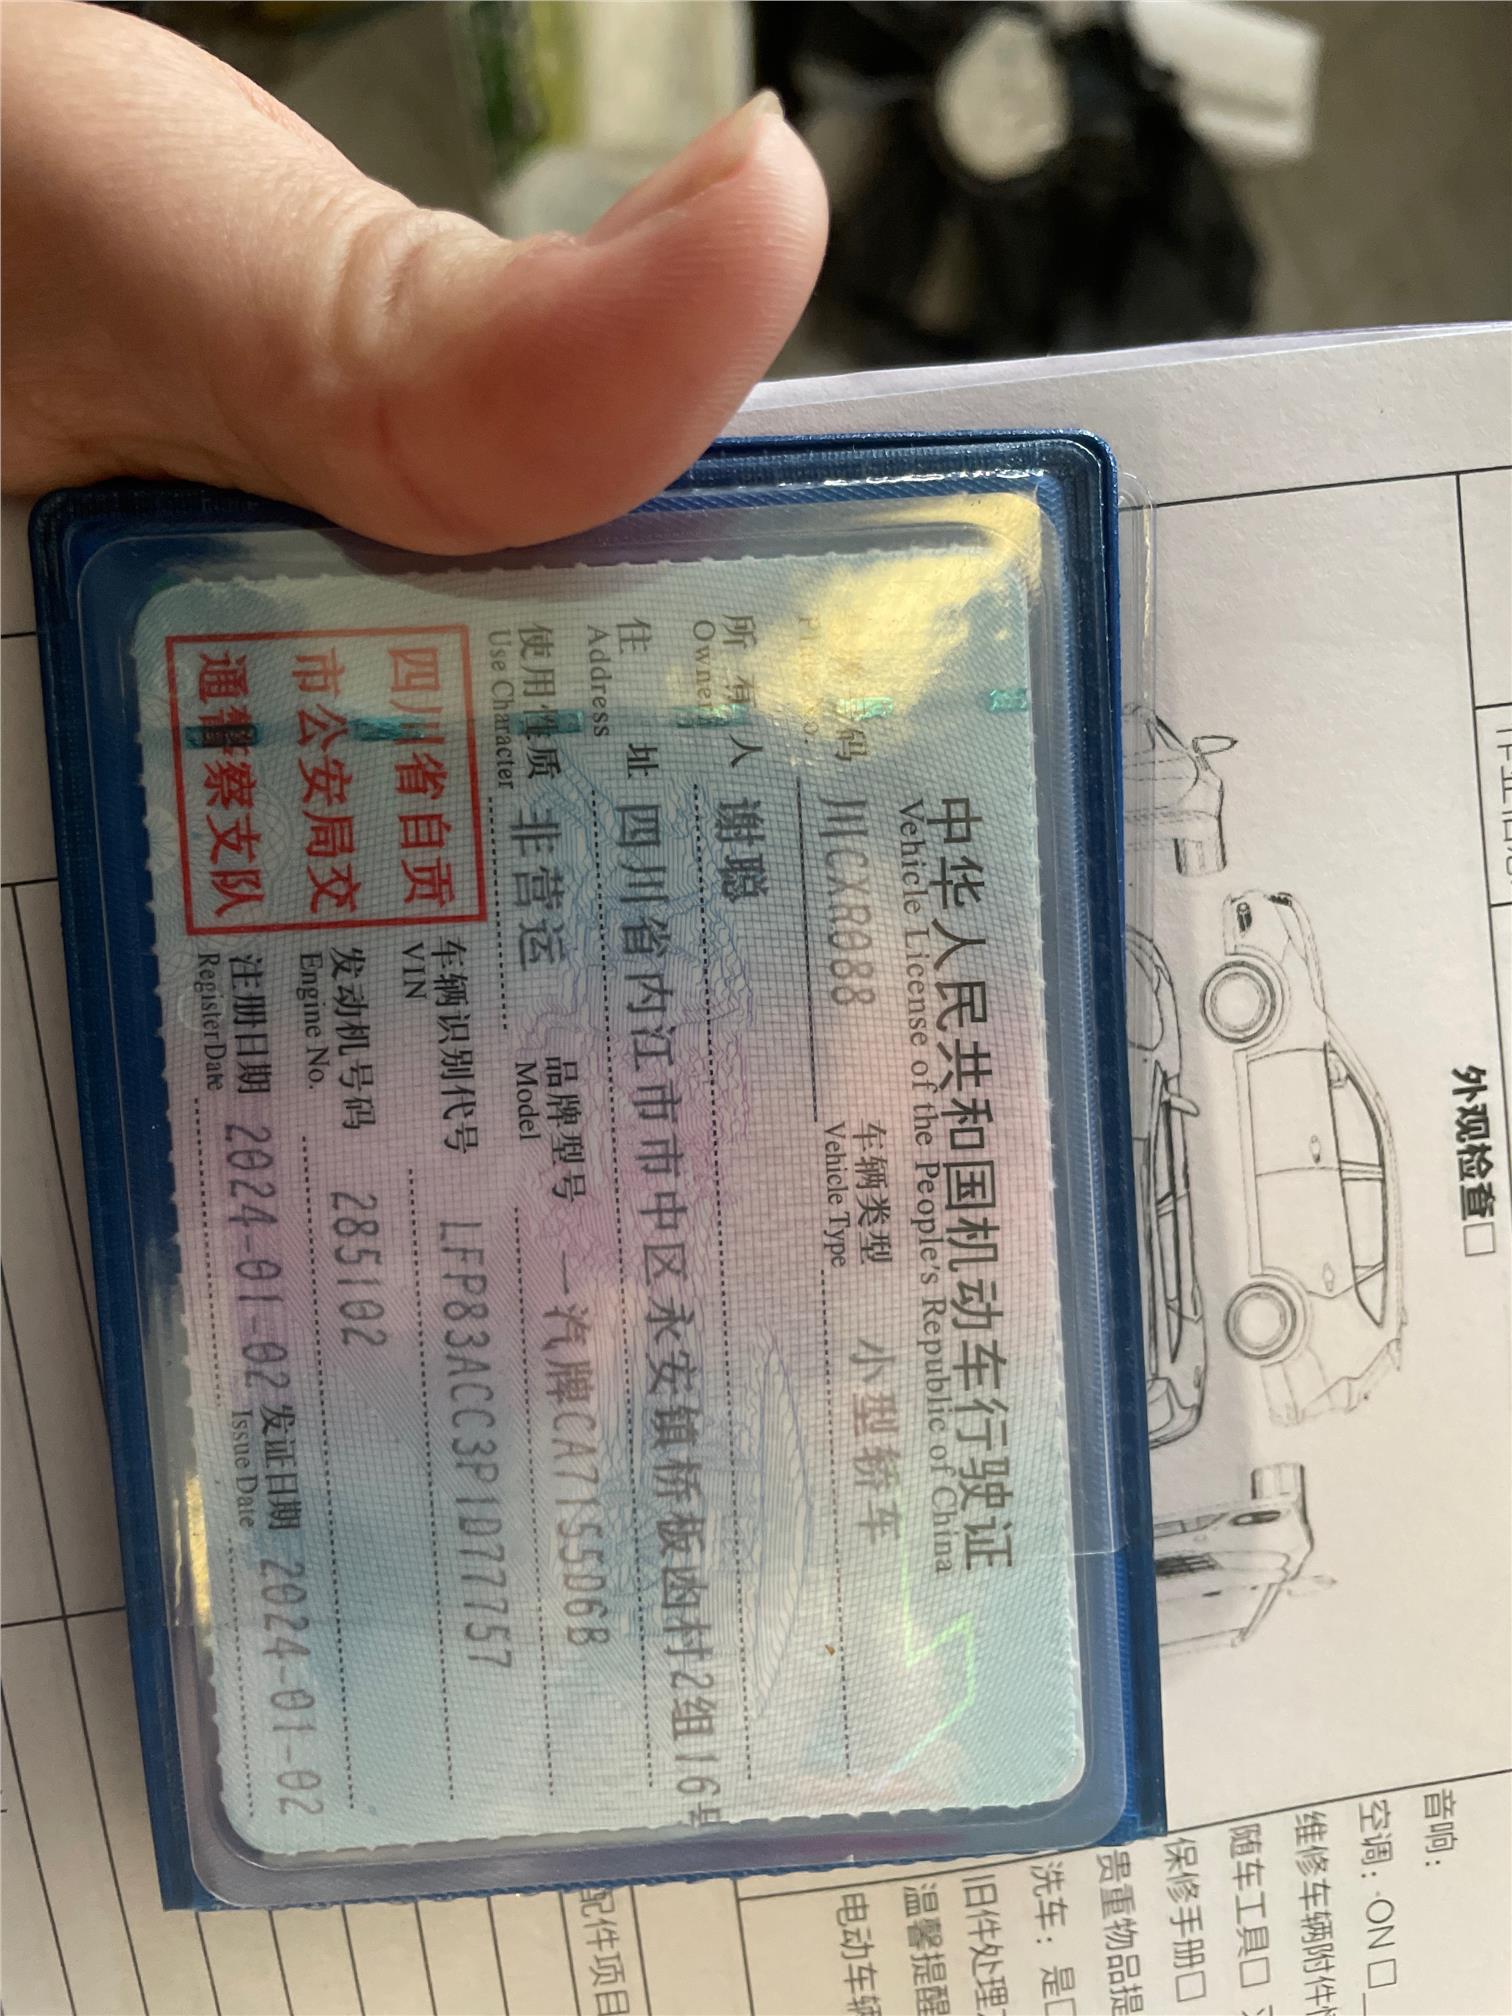 中华人民共和国机动车行驶证
Vehicle License of the People's Republic of China
号码 川CXR088 车辆类型 小型轿车
Plate No. Vehicle Type
所有人 谢聪
Owner
住址 四川省内江市市中区永安镇桥板凼村2组16号
Address
使用性质 非营运 品牌型号 一汽牌CA7155D6B
Use Character Model
四川省自贡
市公安局交
通警察支队
车辆识别代号 LFP83ACC3P1D77757
VIN
发动机号码 285102
Engine No.
注册日期 2024-01-02 发证日期 2024-01-02
Register Date Issue Date
外观检查□
音响:
空调: ON □
维修车辆附件
随车工具□
保修手册□
贵重物品提
洗车: 是□
旧件处理
温馨提醒
电动车辆
配件项目